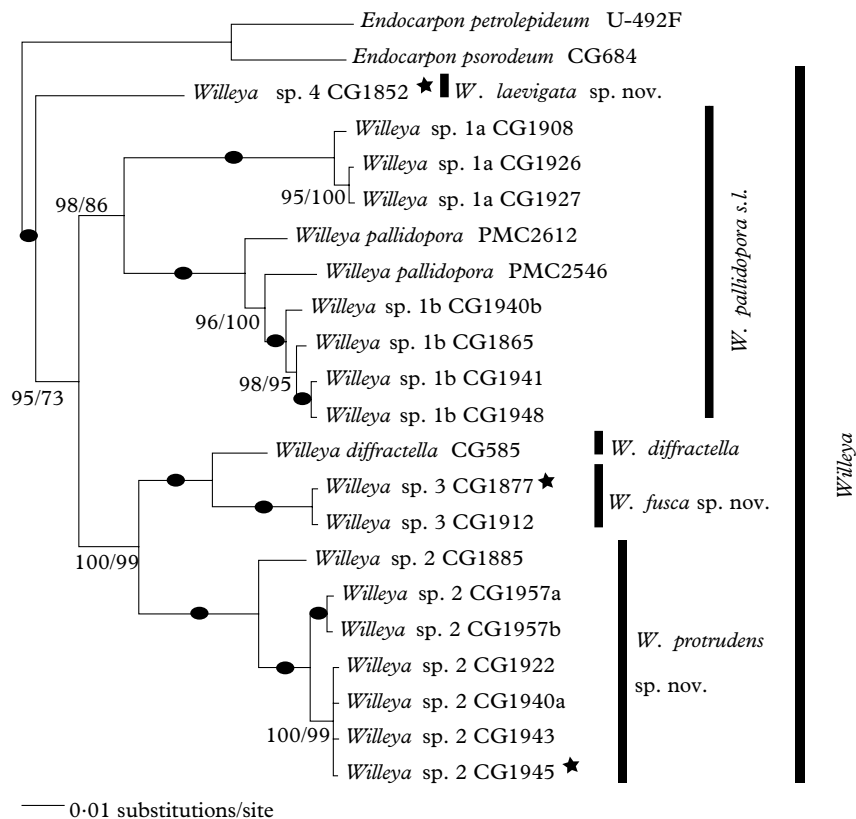 Endocarpon petrolepideum U-492F
Endocarpon psorodeum CG684
Willeya sp. 4 CG1852
W. laevigata sp. nov.
Willeya sp. 1a CG1908
Willeya sp. 1a CG1926
95/100
Willeya sp. 1a CG1927
98/86
Willeya pallidopora PMC2612
Willeya pallidopora PMC2546
Willeya sp. 1b CG1940b
96/100
Willeya sp. 1b CG1865
98/95
Willeya sp. 1b CG1941
Willeya sp. 1b CG1948
W. pallidopora s.l.
95/73
Willeya diffractella CG585
W. diffractella
Willeya sp. 3 CG1877
Willeya sp. 3 CG1912
W. fusca sp. nov.
Willeya
100/99
Willeya sp. 2 CG1885
Willeya sp. 2 CG1957a
Willeya sp. 2 CG1957b
W. protrudens
sp. nov.
Willeya sp. 2 CG1922
Willeya sp. 2 CG1940a
100/99
Willeya sp. 2 CG1943
Willeya sp. 2 CG1945
0·01 substitutions/site